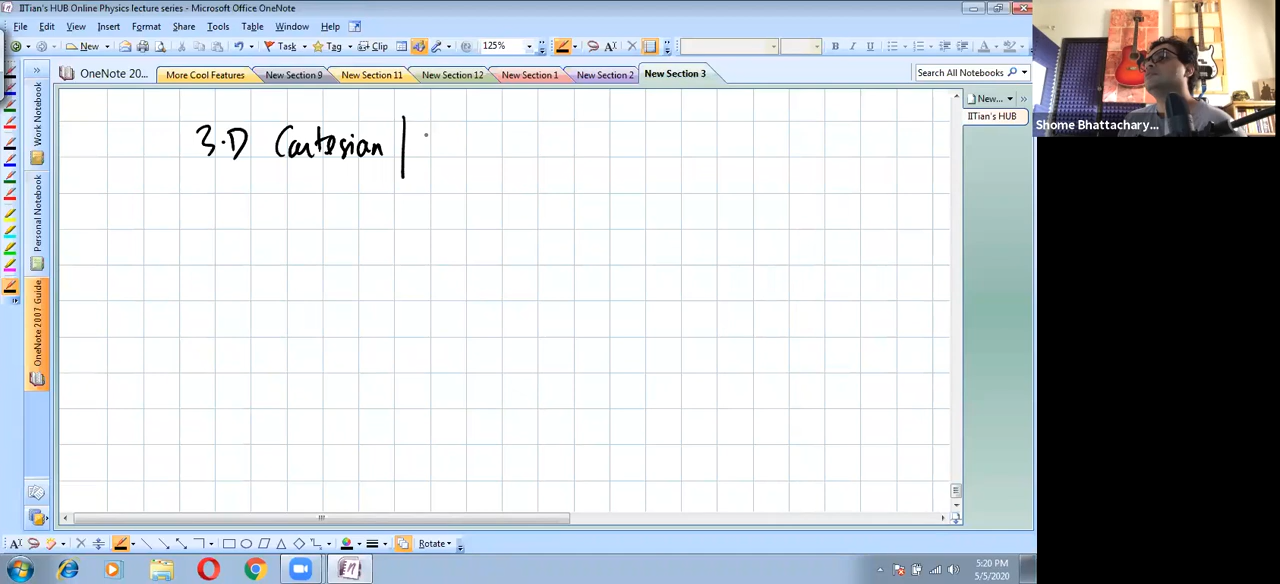 IITian's HUB Online Physics lecture series - Microsoft Office OneNote
File Edit View Insert Format Share Tools Table Window Help
New Task Tag Clip 125% B I U
OneNote 20... More Cool Features New Section 9 New Section 11 New Section 12 New Section 1 New Section 2 New Section 3 Search All Notebooks
New...
IITian's HUB
Work Notebook
Personal Notebook
OneNote 2007 Guide
3.D Cartesian
Shome Bhattachary...
Rotate
5:20 PM
5/5/2020